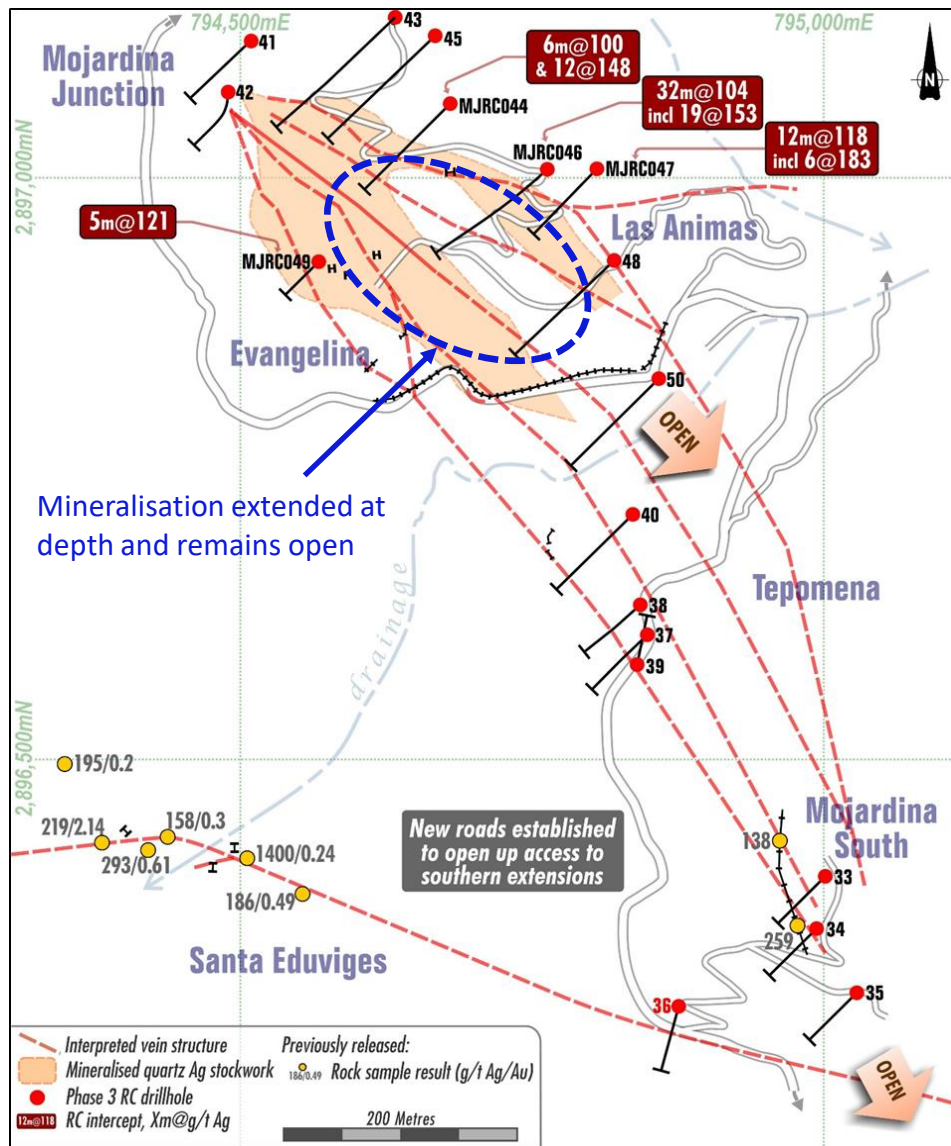 794,500mE
795,000mE
43
41
45
Mojardina
Junction
42
6m@100
& 12@148
MJRC044
32m@104
incl 19@153
N
MJRC046
12m@118
incl 6@183
MJRC047
2,897,000mN
5m@121
Las Animas
MJRC049
H
H
H
H
48
Evangelina
50
OPEN
Mineralisation extended at
depth and remains open
40
Tepomena
drainage
38
37
39
2,896,500mN
195/0.2
219/2.14
158/0.3
293/0.61
1400/0.24
186/0.49
New roads established
to open up access to
southern extensions
Mojardina
South
138
33
259
34
Santa Eduviges
36
35
OPEN
Interpreted vein structure
Mineralised quartz Ag stockwork
Phase 3 RC drillhole
12m@118 RC intercept, Xm@g/t Ag
Previously released:
186/0.49 Rock sample result (g/t Ag/Au)
200 Metres